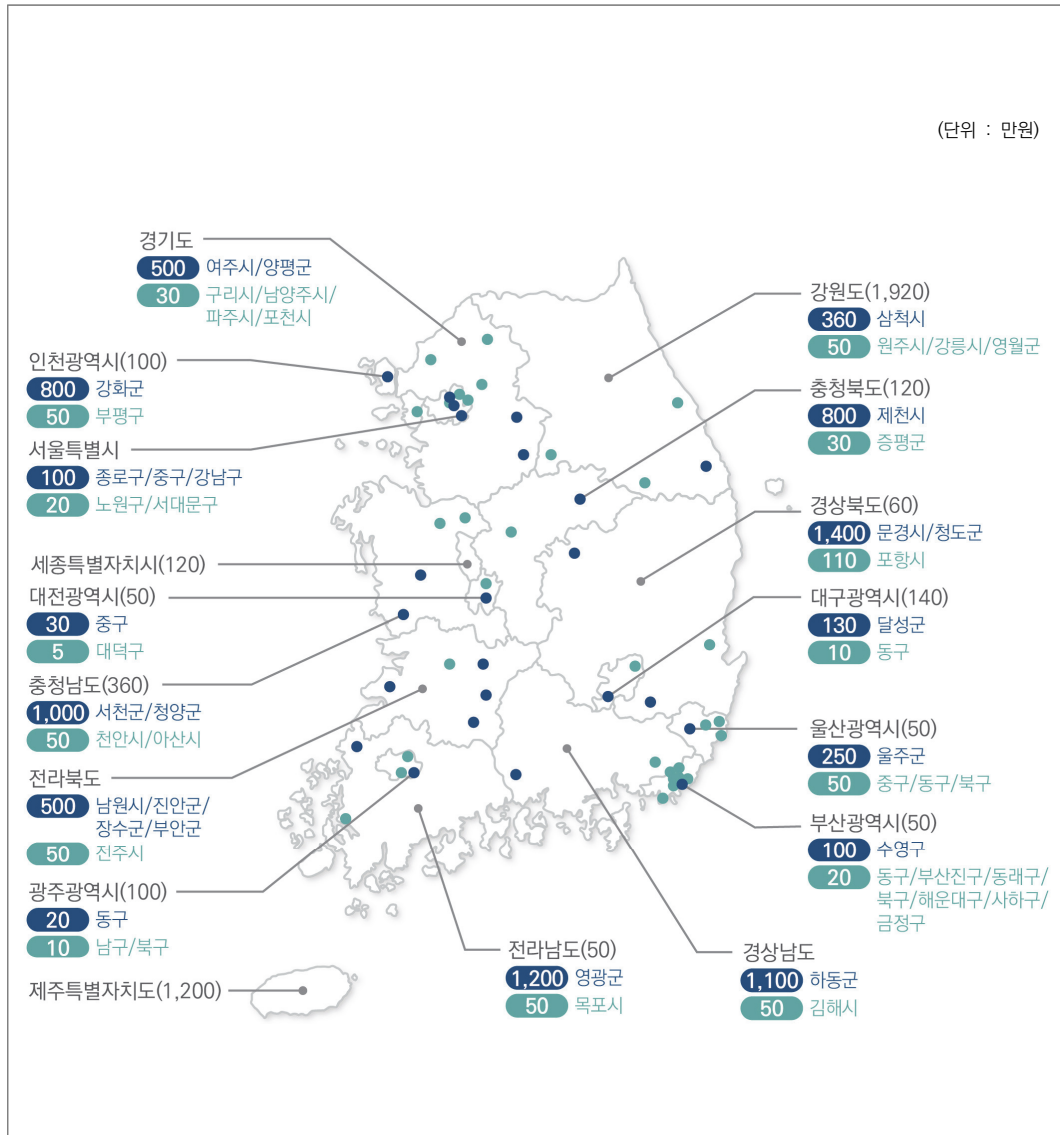 (단위 : 만원)
경기도
500 여주시/양평군
30 구리시/남양주시/
파주시/포천시
인천광역시(100)
800 강화군
50 부평구
서울특별시
100 종로구/중구/강남구
20 노원구/서대문구
세종특별자치시(120)
대전광역시(50)
30 중구
5 대덕구
충청남도(360)
1,000 서천군/청양군
50 천안시/아산시
전라북도
500 남원시/진안군/
장수군/부안군
50 진주시
광주광역시(100)
20 동구
10 남구/북구
제주특별자치도(1,200)
강원도(1,920)
360 삼척시
50 원주시/강릉시/영월군
충청북도(120)
800 제천시
30 증평군
경상북도(60)
1,400 문경시/청도군
110 포항시
대구광역시(140)
130 달성군
10 동구
울산광역시(50)
250 울주군
50 중구/동구/북구
부산광역시(50)
100 수영구
20 동구/부산진구/동래구/
북구/해운대구/사하구/
금정구
전라남도(50)
1,200 영광군
50 목포시
경상남도
1,100 하동군
50 김해시